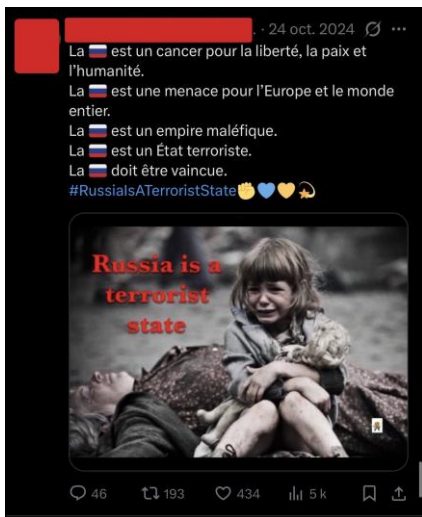 . · 24 oct. 2024
La 🇷🇺 est un cancer pour la liberté, la paix et
l'humanité.
La 🇷🇺 est une menace pour l'Europe et le monde
entier.
La 🇷🇺 est un empire maléfique.
La 🇷🇺 est un État terroriste.
La 🇷🇺 doit être vaincue.
#RussiaIsATerroristState✊💙💛💫
Russia is a
terrorist
state
46 193 434 5 k